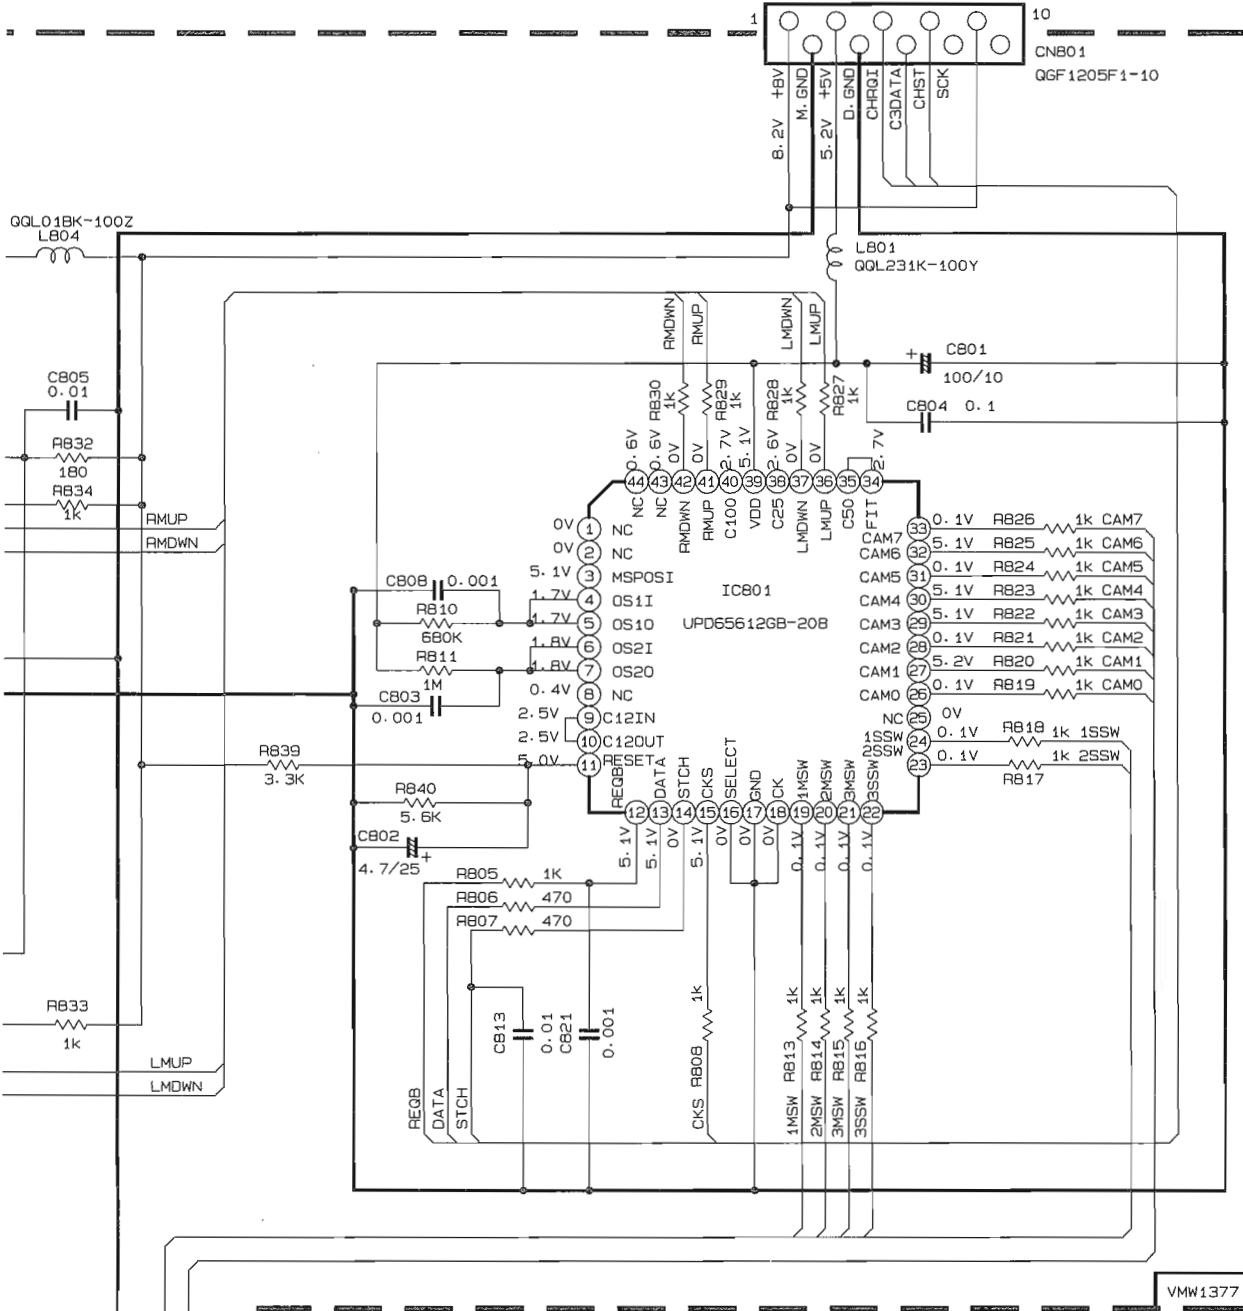 1
10
CN801
QGF1205F1-10
8.2V +8V
M.GND
5.2V +5V
D.GND
CHRQI
C3DATA
CHST
SCK
QQL01BK-100Z
L804
L801
QQL231K-100Y
RMDWN
RMUP
LMDWN
LMUP
C801
100/10
C804 0.1
C805
0.01
R832
180
R834
1k
RMUP
RMDWN
R830
1k
R829
1k
R828
1k
R827
1k
0.6V
0.6V
0V
0V
2.7V
5.1V
2.6V
0V
0V
2.7V
44
43
42
41
40
39
38
37
36
35
34
NC
NC
RMDWN
RMUP
C100
VDD
C25
LMDWN
LMUP
C50
FIT
0V 1 NC
0V 2 NC
5.1V 3 MSPOSI
1.7V 4 OS1I
1.7V 5 OS1O
1.8V 6 OS2I
1.8V 7 OS2O
0.4V 8 NC
2.5V 9 C12IN
2.5V 10 C12OUT
5.0V 11 RESET
IC801
UPD65612GB-208
CAM7 33 0.1V R826 1k CAM7
CAM6 32 5.1V R825 1k CAM6
CAM5 31 0.1V R824 1k CAM5
CAM4 30 5.1V R823 1k CAM4
CAM3 29 5.1V R822 1k CAM3
CAM2 28 0.1V R821 1k CAM2
CAM1 27 5.2V R820 1k CAM1
CAM0 26 0.1V R819 1k CAM0
NC 25 0V
1SSW 24 0.1V R818 1k 1SSW
2SSW 23 0.1V R817 1k 2SSW
C808 0.001
R810
680K
R811
1M
C803
0.001
R839
3.3K
R840
5.6K
C802
4.7/25
REQB
DATA
STCH
CKS
SELECT
GND
CK
1MSW
2MSW
3MSW
3SSW
12
13
14
15
16
17
18
19
20
21
22
5.1V
5.1V
0V
5.1V
0V
0V
0V
0.1V
0.1V
0.1V
0.1V
R805 1K
R806 470
R807 470
R833
1k
LMUP
LMDWN
C813
0.01
C821
0.001
REQB
DATA
STCH
CKS R808 1k
1MSW R813 1k
2MSW R814 1k
3MSW R815 1k
3SSW R816 1k
VMW1377